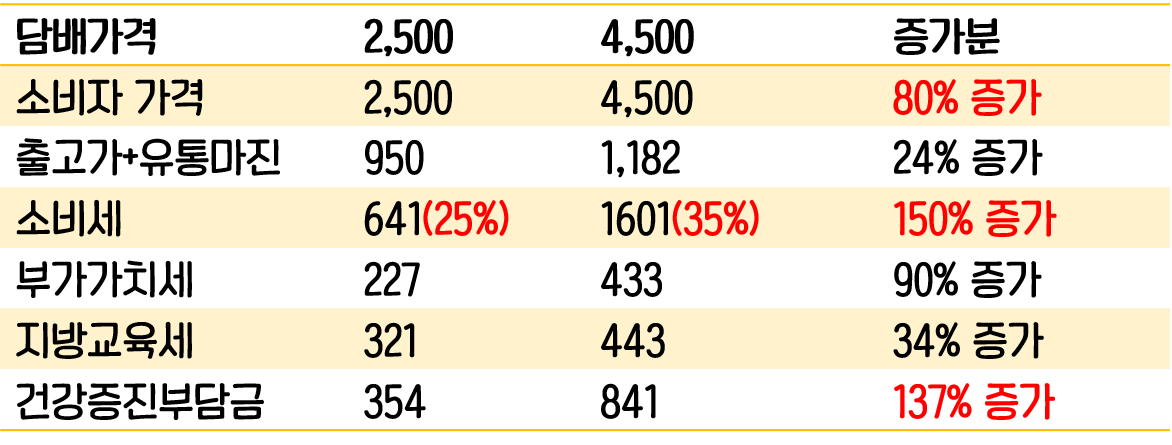 담배가격 2,500 4,500 증가분
소비자 가격 2,500 4,500 80% 증가
출고가+유통마진 950 1,182 24% 증가
소비세 641(25%) 1601(35%) 150% 증가
부가가치세 227 433 90% 증가
지방교육세 321 443 34% 증가
건강증진부담금 354 841 137% 증가